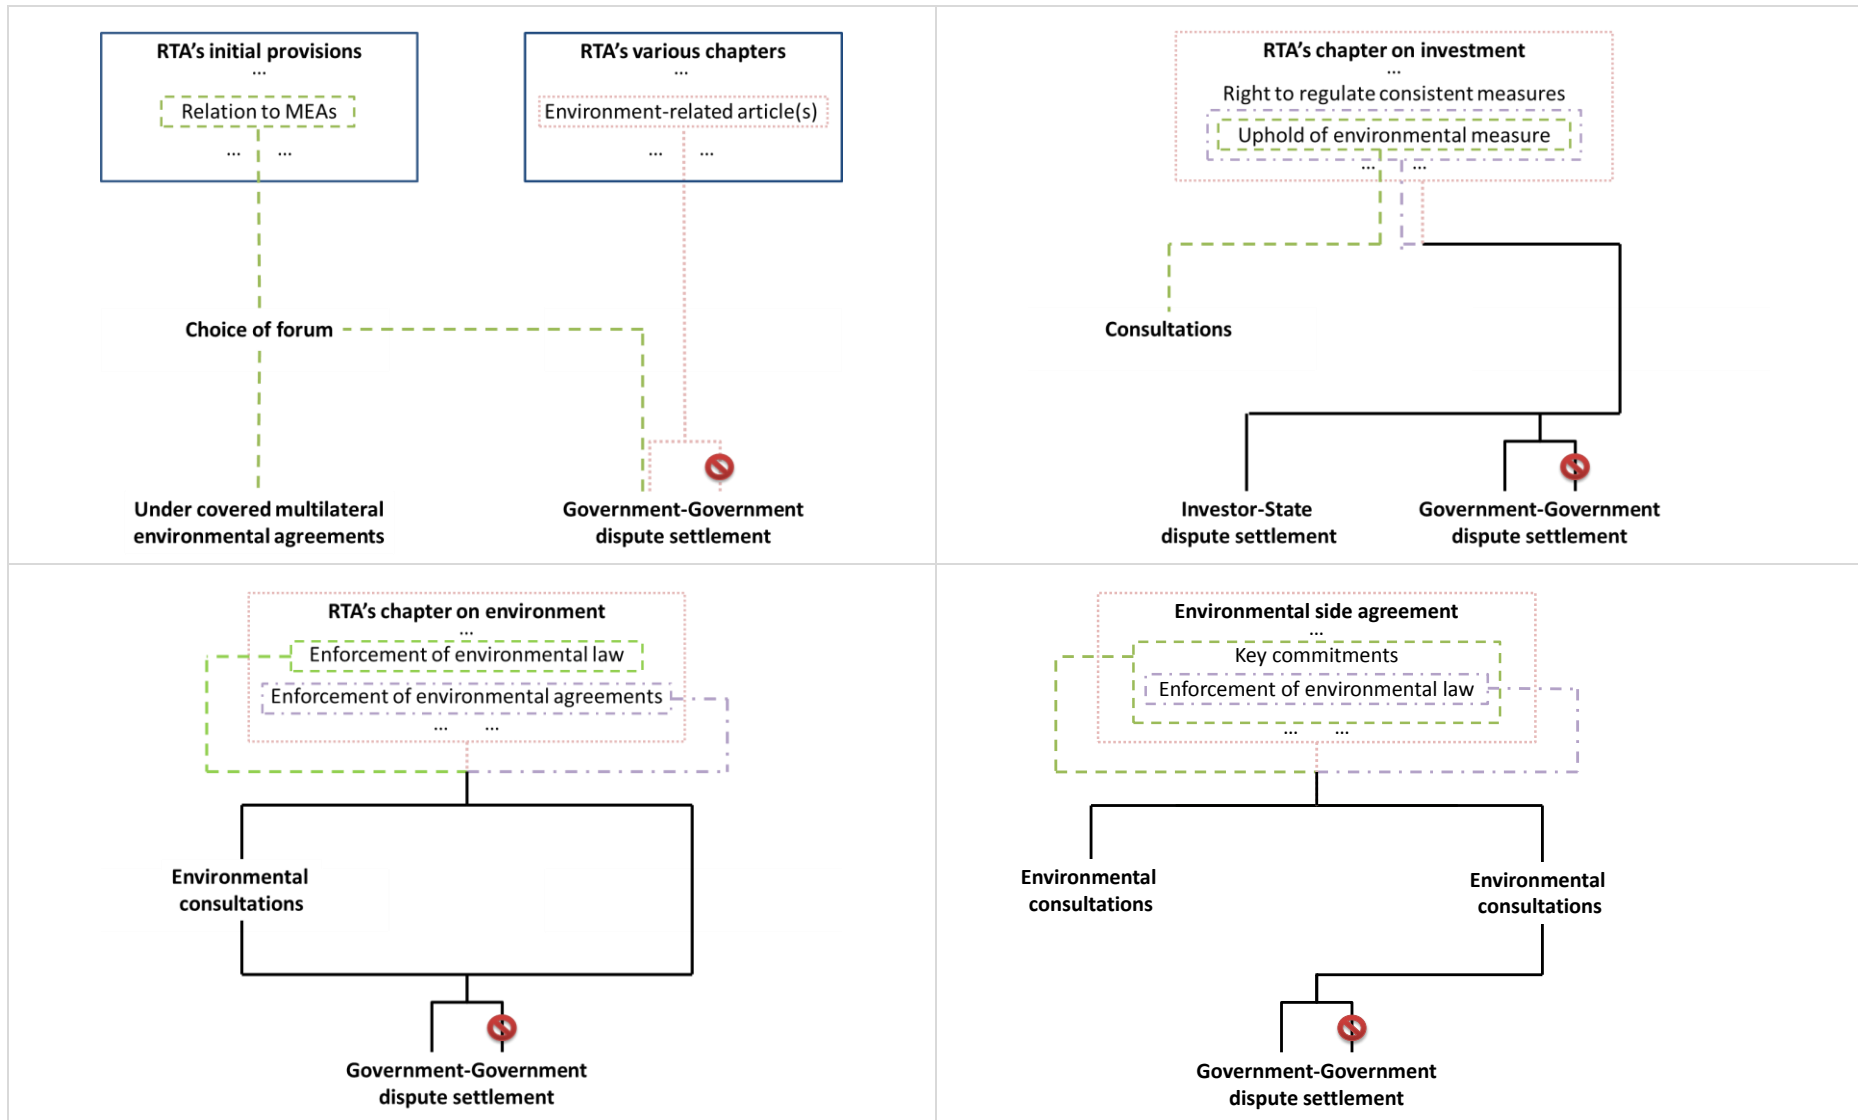 RTA's initial provisions
...
Relation to MEAs
... ...
Choice of forum
Under covered multilateral
environmental agreements
RTA's various chapters
...
Environment-related article(s)
... ...
Government-Government
dispute settlement
RTA's chapter on investment
...
Right to regulate consistent measures
Uphold of environmental measure
... ...
Consultations
Investor-State
dispute settlement
Government-Government
dispute settlement
RTA's chapter on environment
...
Enforcement of environmental law
Enforcement of environmental agreements
... ...
Environmental
consultations
Government-Government
dispute settlement
Environmental side agreement
...
Key commitments
Enforcement of environmental law
... ...
Environmental
consultations
Environmental
consultations
Government-Government
dispute settlement